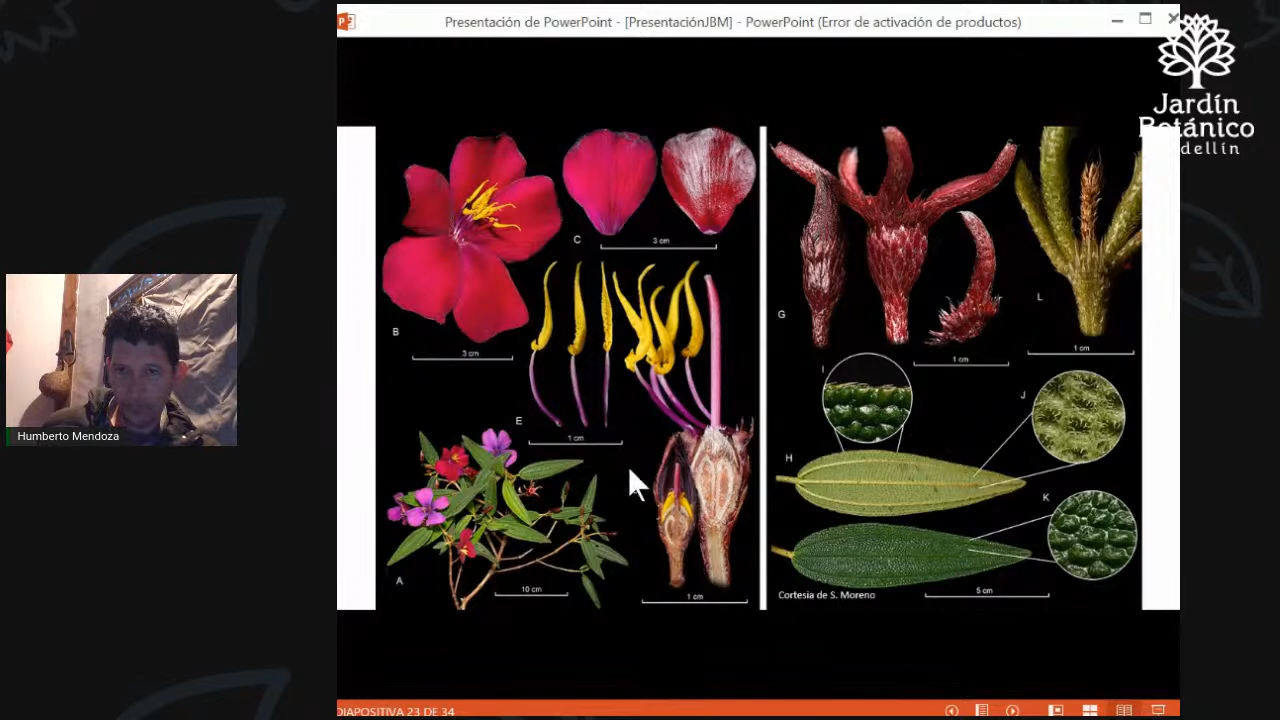 Presentación de PowerPoint - [PresentaciónJBM] - PowerPoint (Error de activación de productos)
Jardín
Botánico
Medellín
C
3 cm
B
3 cm
E
1 cm
A
10 cm
1 cm
G
1 cm
L
1 cm
I
J
H
K
Cortesia de S. Moreno
5 cm
Humberto Mendoza
DIAPOSITIVA 23 DE 34